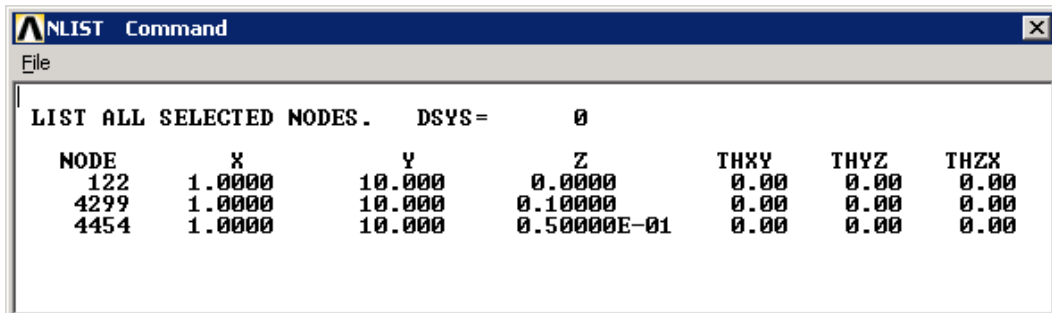 NLIST Command
File
LIST ALL SELECTED NODES. DSYS= 0
NODE X Y Z THXY THYZ THZX
122 1.0000 10.000 0.0000 0.00 0.00 0.00
4299 1.0000 10.000 0.10000 0.00 0.00 0.00
4454 1.0000 10.000 0.50000E-01 0.00 0.00 0.00